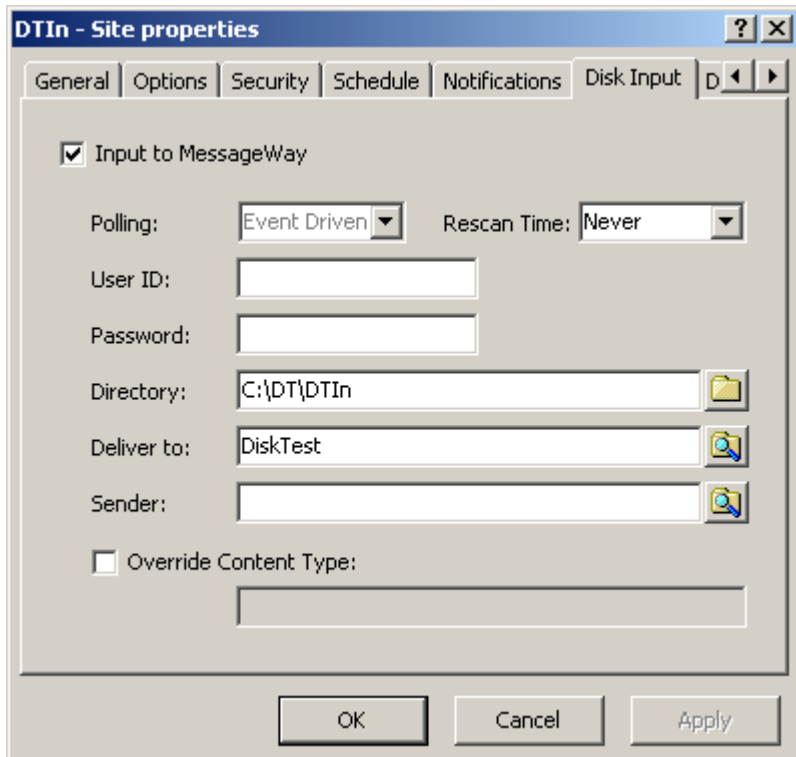 DTIn - Site properties
General Options Security Schedule Notifications Disk Input D
Input to MessageWay
Polling: Event Driven Rescan Time: Never
User ID:
Password:
Directory: C:\DT\DTIn
Deliver to: DiskTest
Sender:
Override Content Type:
OK Cancel Apply